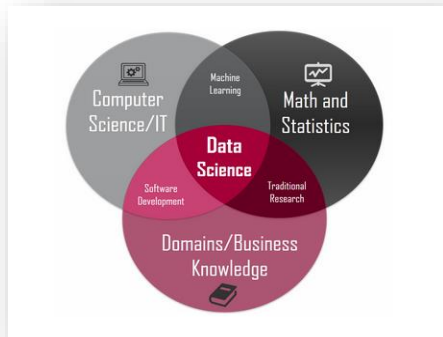 Computer
Science/IT
Machine
Learning
Math and
Statistics
Data
Science
Software
Development
Traditional
Research
Domains/Business
Knowledge